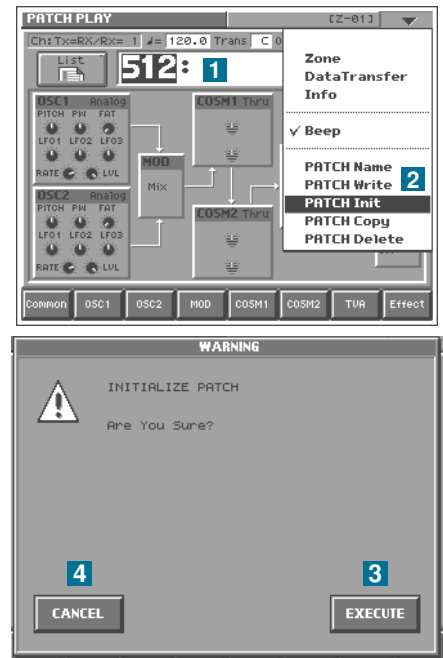 PATCH PLAY [Z-01]
Ch:Tx=RX/Rx= 1 ♩= 120.0 Trans C 0
List 512: 1
Zone
DataTransfer
Info
✓ Beep
PATCH Name
PATCH Write 2
PATCH Init
PATCH Copy
PATCH Delete
OSC1 Analog
PITCH PW FAT
LFO1 LFO2 LFO3
RATE LVL
OSC2 Analog
PITCH PW FAT
LFO1 LFO2 LFO3
RATE LVL
MOD
Mix
COSM1 Thru
COSM2 Thru
Common OSC1 OSC2 MOD COSM1 COSM2 TVA Effect
WARNING
INITIALIZE PATCH
Are You Sure?
4 3
CANCEL EXECUTE